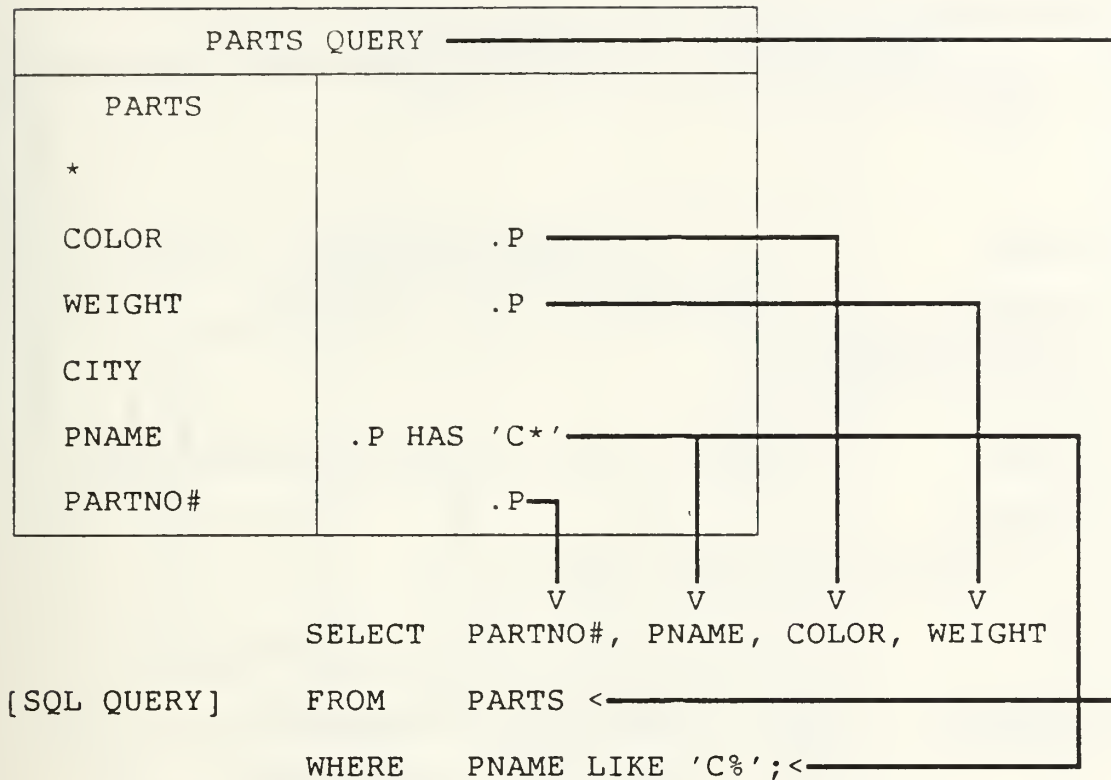 PARTS QUERY
PARTS
*
COLOR .P
WEIGHT .P
CITY
PNAME .P HAS 'C*'
PARTNO# .P
V V V V
SELECT PARTNO#, PNAME, COLOR, WEIGHT
[SQL QUERY] FROM PARTS <
WHERE PNAME LIKE 'C%';<